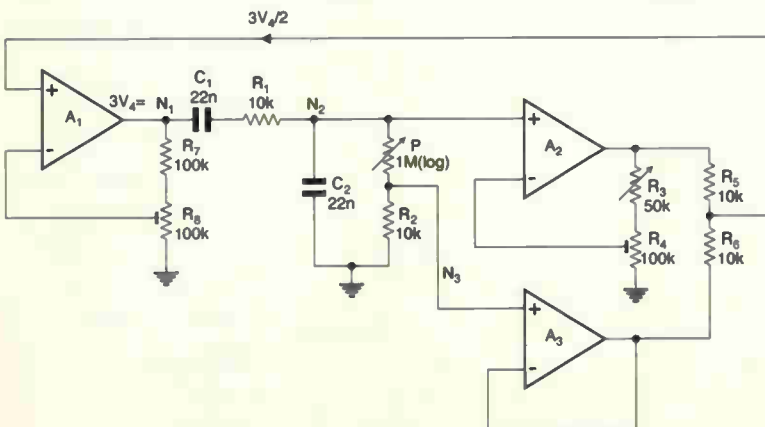 3V₄/2
+
A₁
−
3V₄= N₁
C₁
22n
R₁
10k
N₂
R₇
100k
R₈
100k
C₂
22n
P
1M(log)
R₂
10k
N₃
+
A₂
−
R₃
50k
R₄
100k
R₅
10k
R₆
10k
+
A₃
−